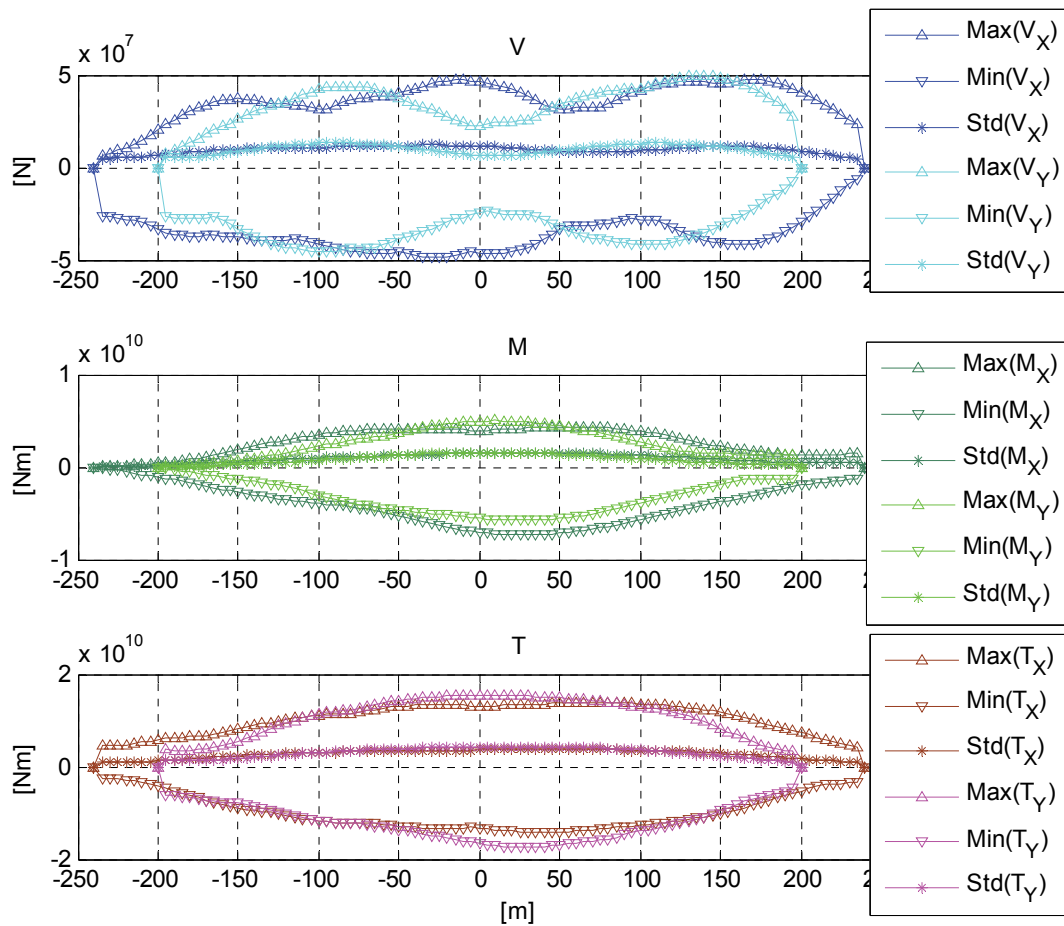 V
x 10^7
5
0
-5
[N]
-250 -200 -150 -100 -50 0 50 100 150 200 2
Max(V_X)
Min(V_X)
Std(V_X)
Max(V_Y)
Min(V_Y)
Std(V_Y)
M
x 10^10
1
0
-1
[Nm]
-250 -200 -150 -100 -50 0 50 100 150 200 2
Max(M_X)
Min(M_X)
Std(M_X)
Max(M_Y)
Min(M_Y)
Std(M_Y)
T
x 10^10
2
0
-2
[Nm]
-250 -200 -150 -100 -50 0 50 100 150 200 2
[m]
Max(T_X)
Min(T_X)
Std(T_X)
Max(T_Y)
Min(T_Y)
Std(T_Y)